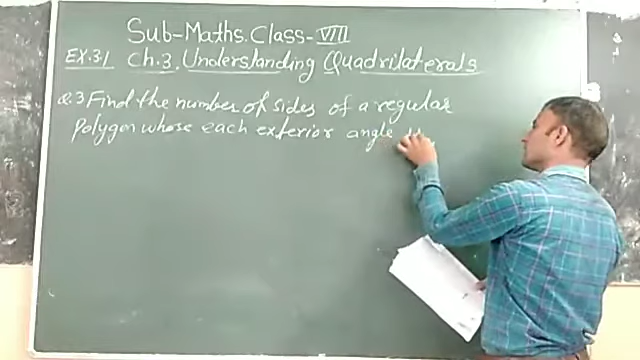 Sub-Maths.Class-VIII
EX.3.1 Ch.3.Understanding Quadrilaterals
Q.3 Find the number of sides of a regular
Polygon whose each exterior angle